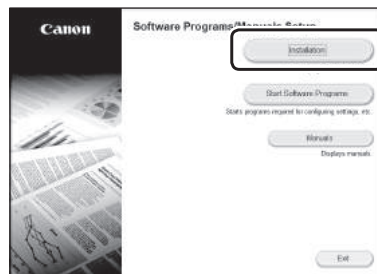 Canon
Software Programs/Manuals Setup
Installation
Start Software Programs
Starts programs required for configuring settings, etc.
Manuals
Displays manuals.
Exit